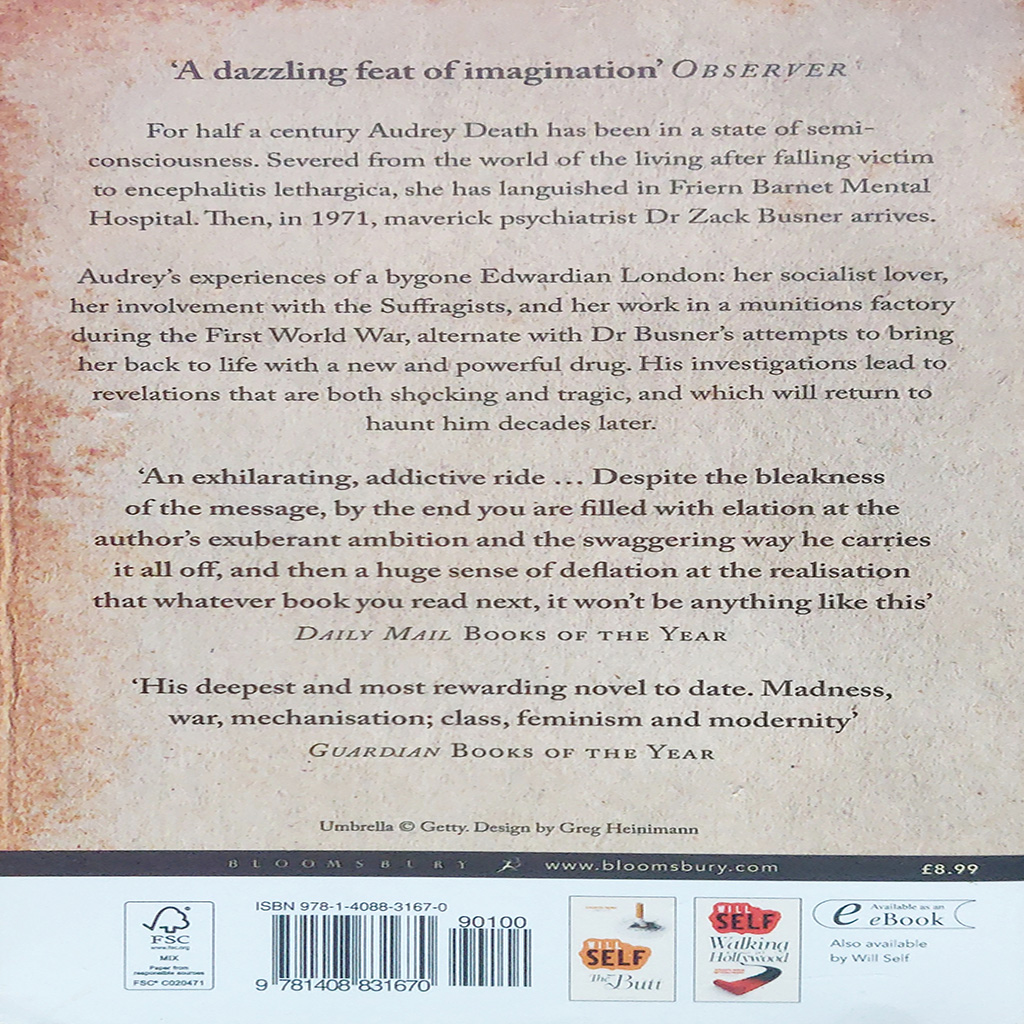 ‘A dazzling feat of imagination’ OBSERVER
For half a century Audrey Death has been in a state of semi-
consciousness. Severed from the world of the living after falling victim
to encephalitis lethargica, she has languished in Friern Barnet Mental
Hospital. Then, in 1971, maverick psychiatrist Dr Zack Busner arrives.
Audrey’s experiences of a bygone Edwardian London: her socialist lover,
her involvement with the Suffragists, and her work in a munitions factory
during the First World War, alternate with Dr Busner’s attempts to bring
her back to life with a new and powerful drug. His investigations lead to
revelations that are both shocking and tragic, and which will return to
haunt him decades later.
‘An exhilarating, addictive ride … Despite the bleakness
of the message, by the end you are filled with elation at the
author’s exuberant ambition and the swaggering way he carries
it all off, and then a huge sense of deflation at the realisation
that whatever book you read next, it won’t be anything like this’
DAILY MAIL BOOKS OF THE YEAR
‘His deepest and most rewarding novel to date. Madness,
war, mechanisation; class, feminism and modernity’
GUARDIAN BOOKS OF THE YEAR
Umbrella © Getty. Design by Greg Heinimann
BLOOMSBURY www.bloomsbury.com £8.99
FSC
www.fsc.org
MIX
Paper from
responsible sources
FSC® C020471
ISBN 978-1-4088-3167-0
90100
9 781408 831670
WILL
SELF
The Butt
WILL
SELF
Walking
to
Hollywood
e Available as an
eBook
Also available
by Will Self